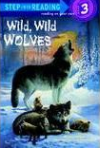 STEP INTO READING
3
Wild, Wild
WOLVES